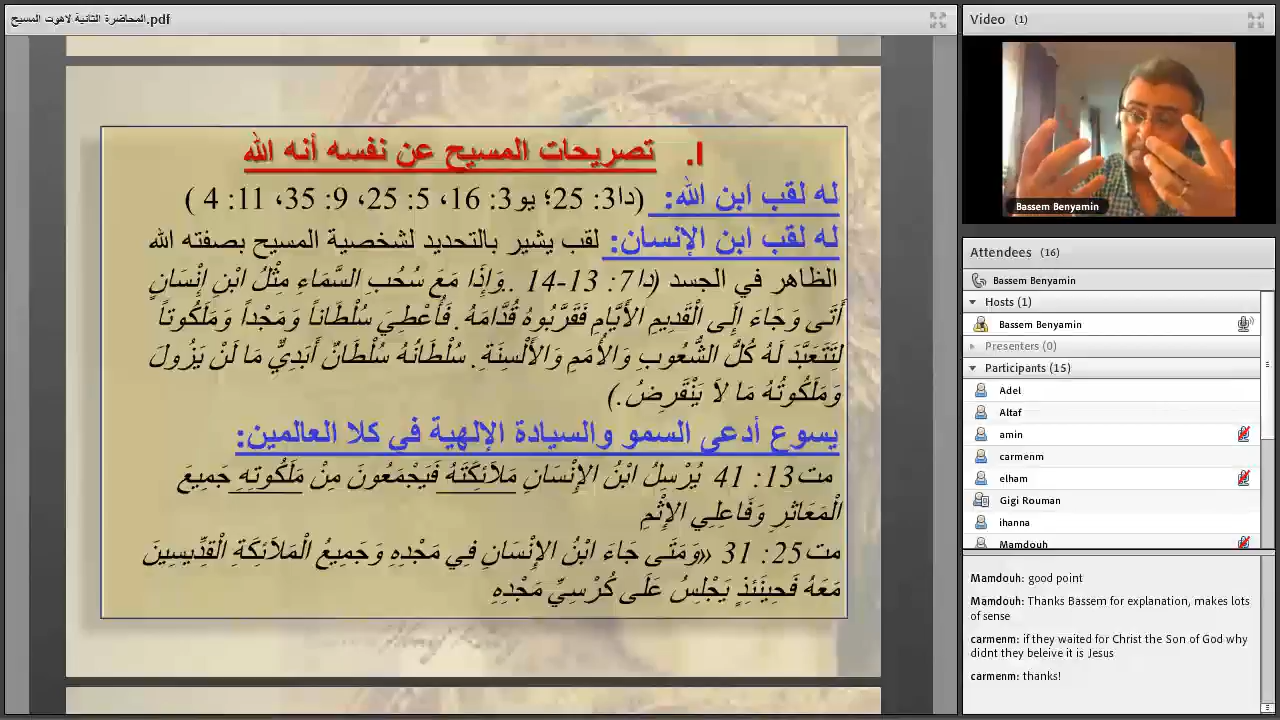 المحاضرة الثانية لاهوت المسيح.pdf
I. تصريحات المسيح عن نفسه أنه الله
له لقب ابن الله: (دا3: 25؛ يو3: 16، 5: 25، 9: 35، 11: 4 )
له لقب ابن الإنسان: لقب يشير بالتحديد لشخصية المسيح بصفته الله
الظاهر في الجسد (دا7: 13-14 ..وَإِذَا مَعَ سُحُبِ السَّمَاءِ مِثْلُ ابْنِ إِنْسَانٍ
أَتَى وَجَاءَ إِلَى الْقَدِيمِ الأَيَّامِ فَقَرَّبُوهُ قُدَّامَهُ. فَأُعْطِيَ سُلْطَاناً وَمَجْداً وَمَلَكُوتاً
لِتَتَعَبَّدَ لَهُ كُلُّ الشُّعُوبِ وَالأُمَمِ وَالأَلْسِنَةِ. سُلْطَانُهُ سُلْطَانٌ أَبَدِيٌّ مَا لَنْ يَزُولَ
وَمَلَكُوتُهُ مَا لاَ يَنْقَرِضُ.)
يسوع أدعى السمو والسيادة الإلهية في كلا العالمين:
مت13: 41 يُرْسِلُ ابْنُ الإِنْسَانِ مَلاَئِكَتَهُ فَيَجْمَعُونَ مِنْ مَلَكُوتِهِ جَمِيعَ
الْمَعَاثِرِ وَفَاعِلِي الإِثْمِ
مت25: 31 «وَمَتَى جَاءَ ابْنُ الإِنْسَانِ فِي مَجْدِهِ وَجَمِيعُ الْمَلاَئِكَةِ الْقِدِّيسِينَ
مَعَهُ فَحِينَئِذٍ يَجْلِسُ عَلَى كُرْسِيِّ مَجْدِهِ
Video (1)
Bassem Benyamin
Attendees (16)
Bassem Benyamin
Hosts (1)
Bassem Benyamin
Presenters (0)
Participants (15)
Adel
Altaf
amin
carmenm
elham
Gigi Rouman
ihanna
Mamdouh
Mamdouh: good point
Mamdouh: Thanks Bassem for explanation, makes lots
of sense
carmenm: if they waited for Christ the Son of God why
didnt they beleive it is Jesus
carmenm: thanks!